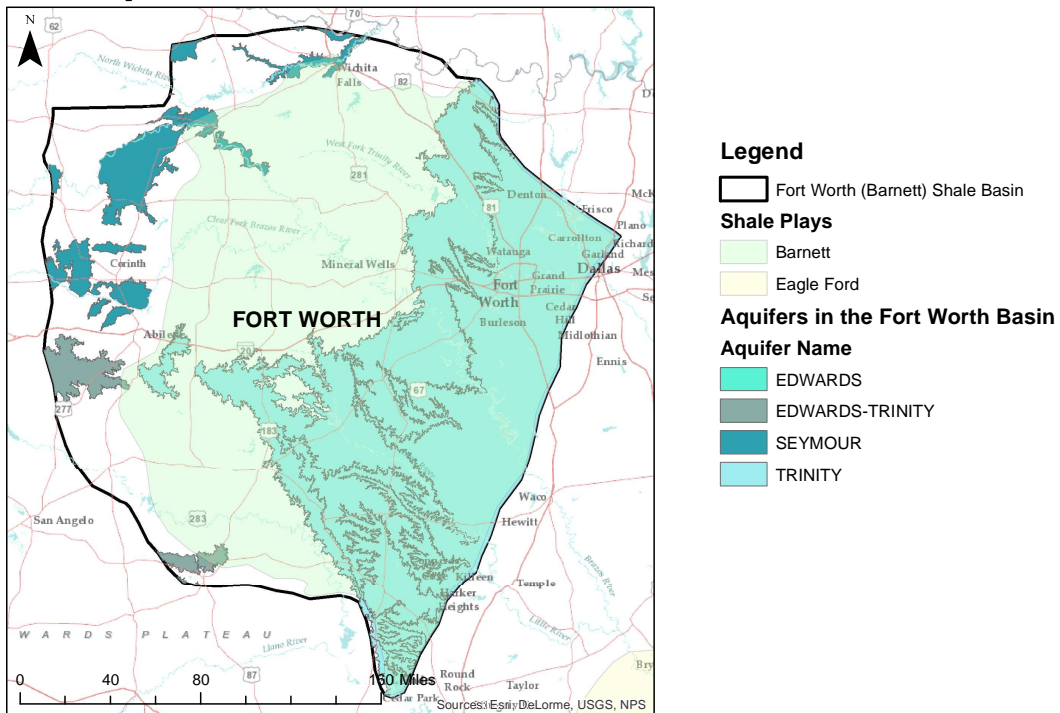 N
62
70
North Wichita River
Wichita
Falls
82
West Fork Trinity River
281
Denton
81
Frisco
McK
Plano
Clear Fork Brazos River
Carrollton
Richard
Garland
Watauga
Dallas
Mes
Corinth
Mineral Wells
Fort
Worth
Grand
Prairie
Cedar
Hill
Burleson
Midlothian
Abilene
FORT WORTH
Ennis
67
277
183
283
San Angelo
Waco
Hewitt
Killeen
Harker
Heights
Temple
Brazos River
Little River
WARDS PLATEAU
Llano River
87
Round
Rock
Cedar Park
Taylor
Bry
0 40 80 160 Miles
Sources: Esri, DeLorme, USGS, NPS
Legend
Fort Worth (Barnett) Shale Basin
Shale Plays
Barnett
Eagle Ford
Aquifers in the Fort Worth Basin
Aquifer Name
EDWARDS
EDWARDS-TRINITY
SEYMOUR
TRINITY